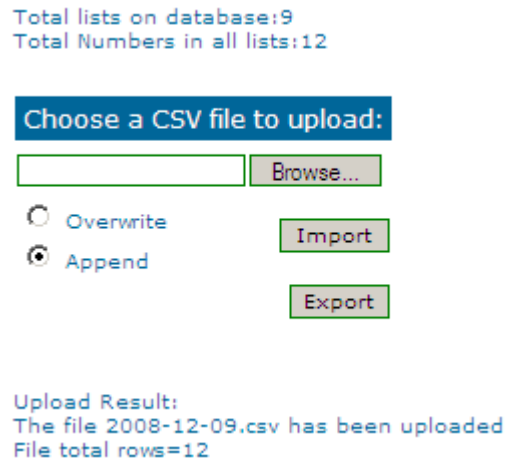 Total lists on database:9
Total Numbers in all lists:12
Choose a CSV file to upload:
Browse...
Overwrite
Import
Append
Export
Upload Result:
The file 2008-12-09.csv has been uploaded
File total rows=12